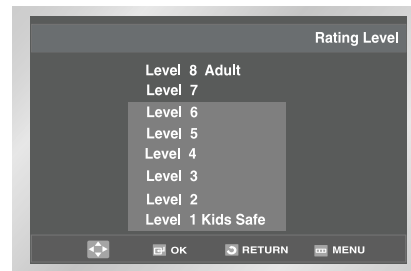 Rating Level
Level 8 Adult
Level 7
Level 6
Level 5
Level 4
Level 3
Level 2
Level 1 Kids Safe
OK RETURN MENU